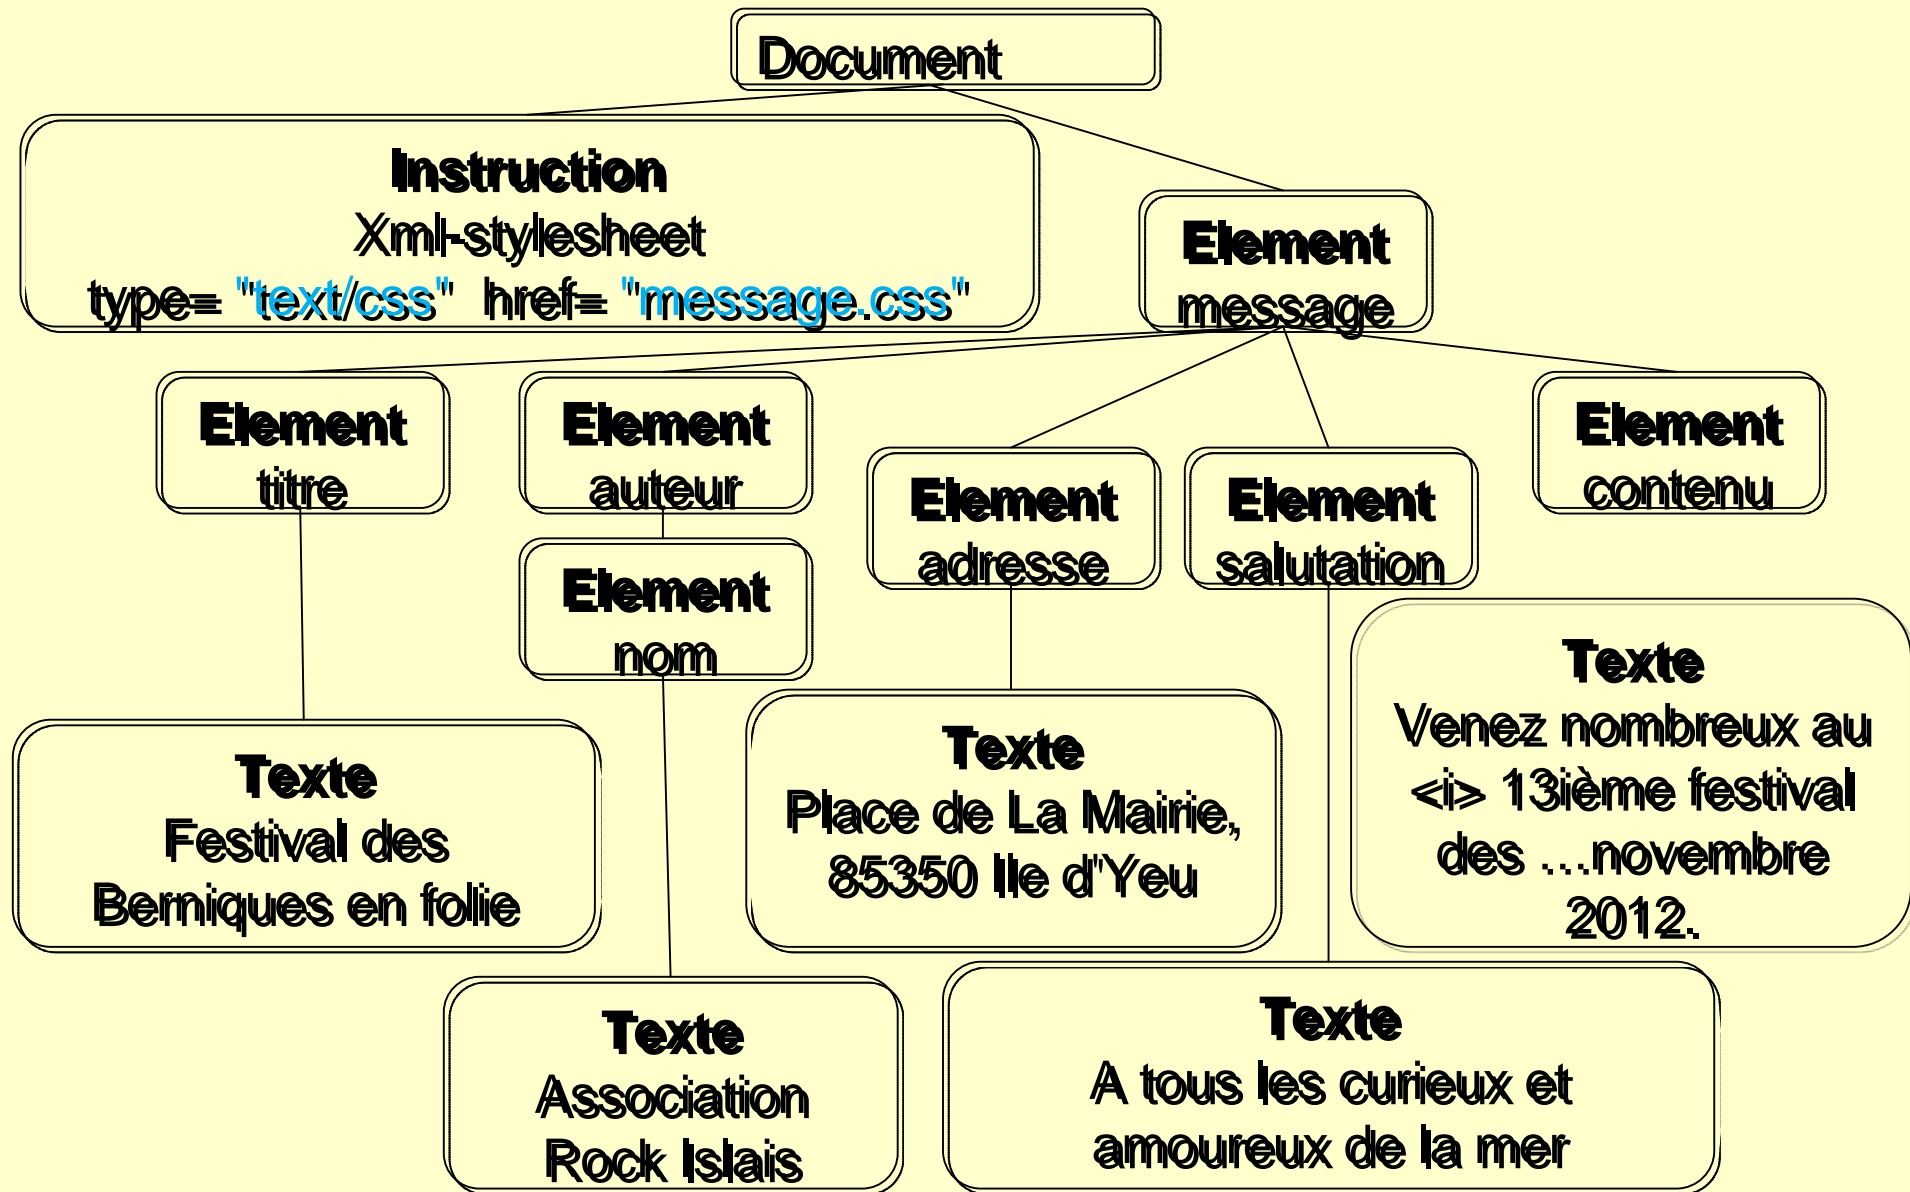 Document
Instruction
Xml-stylesheet
type= "text/css" href= "message.css"
Element
message
Element
titre
Element
auteur
Element
adresse
Element
salutation
Element
contenu
Element
nom
Texte
Festival des
Berniques en folie
Texte
Place de La Mairie,
85350 Ile d'Yeu
Texte
Venez nombreux au
<i> 13ième festival
des …novembre
2012.
Texte
Association
Rock Islais
Texte
A tous les curieux et
amoureux de la mer